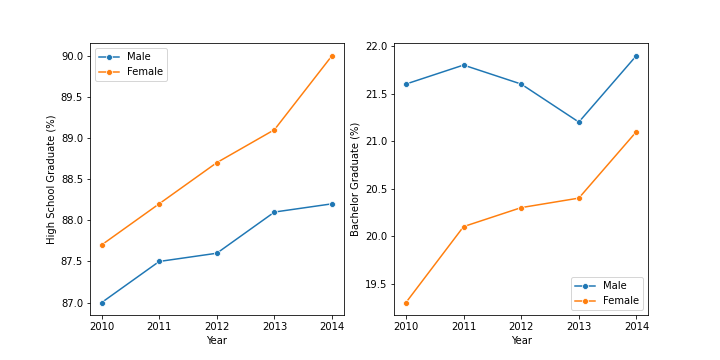 High School Graduate (%)
90.0
89.5
89.0
88.5
88.0
87.5
87.0
Male
Female
2010 2011 2012 2013 2014
Year
Bachelor Graduate (%)
22.0
21.5
21.0
20.5
20.0
19.5
Male
Female
2010 2011 2012 2013 2014
Year